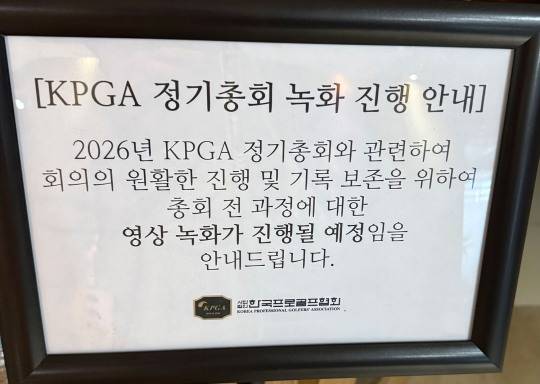 [KPGA 정기총회 녹화 진행 안내]
2026년 KPGA 정기총회와 관련하여
회의의 원활한 진행 및 기록 보존을 위하여
총회 전 과정에 대한
영상 녹화가 진행될 예정임을
안내드립니다.
KPGA
사단법인 한국프로골프협회
KOREA PROFESSIONAL GOLFERS' ASSOCIATION